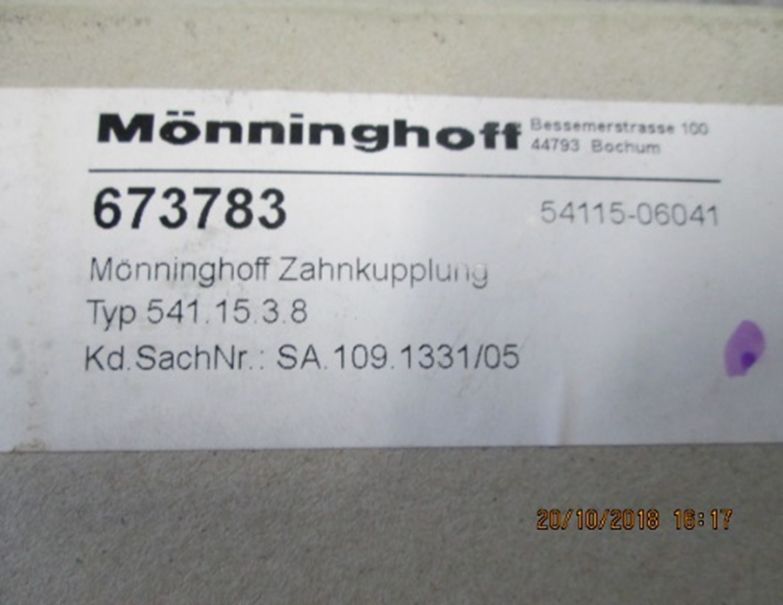 Mönninghoff
Bessemerstrasse 100
44793 Bochum
673783
54115-06041
Mönninghoff Zahnkupplung
Typ 541.15.3.8
Kd.SachNr.: SA.109.1331/05
20/10/2018 16:17